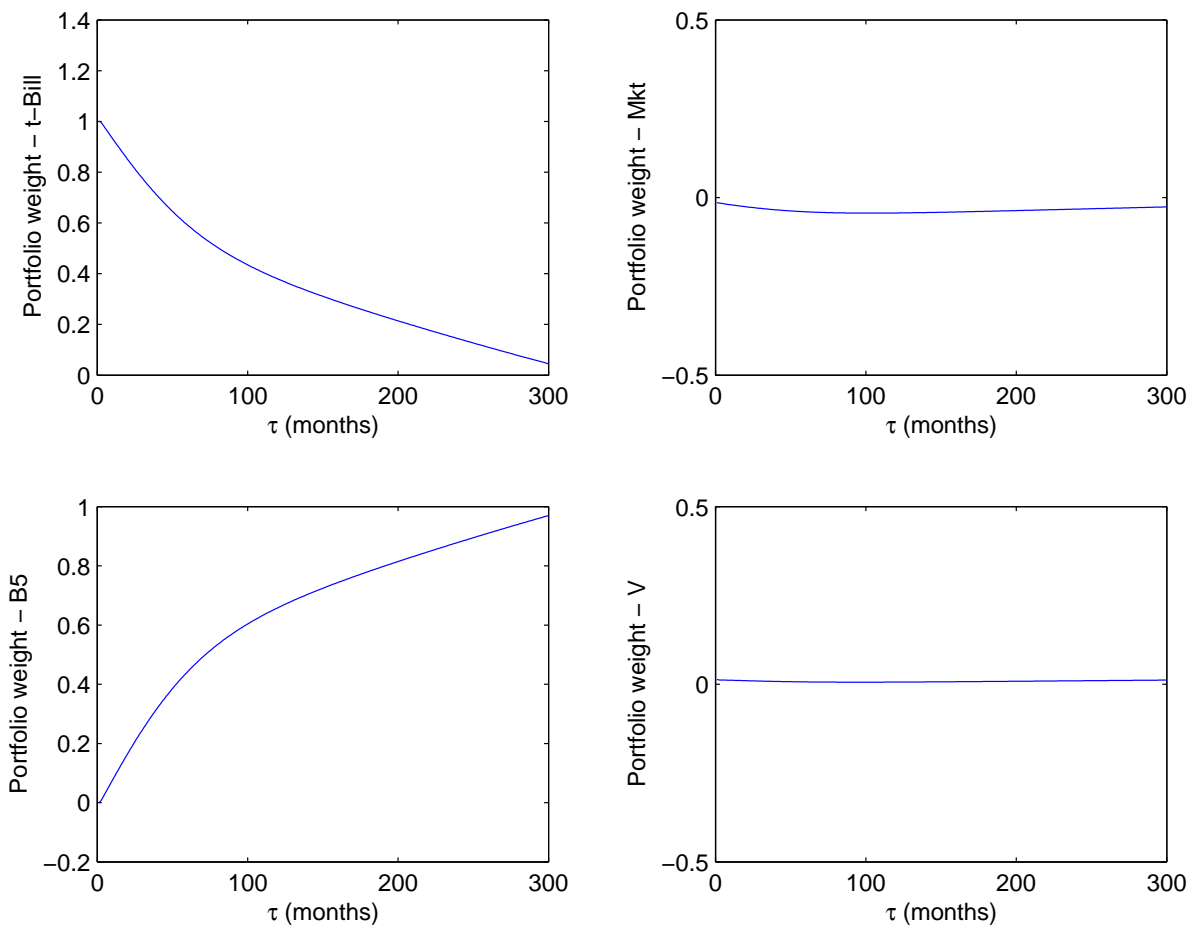 1.4
1.2
1
0.8
0.6
0.4
0.2
0
0 100 200 300
τ (months)
Portfolio weight − t−Bill
0.5
0
−0.5
0 100 200 300
τ (months)
Portfolio weight − Mkt
1
0.8
0.6
0.4
0.2
0
−0.2
0 100 200 300
τ (months)
Portfolio weight − B5
0.5
0
−0.5
0 100 200 300
τ (months)
Portfolio weight − V